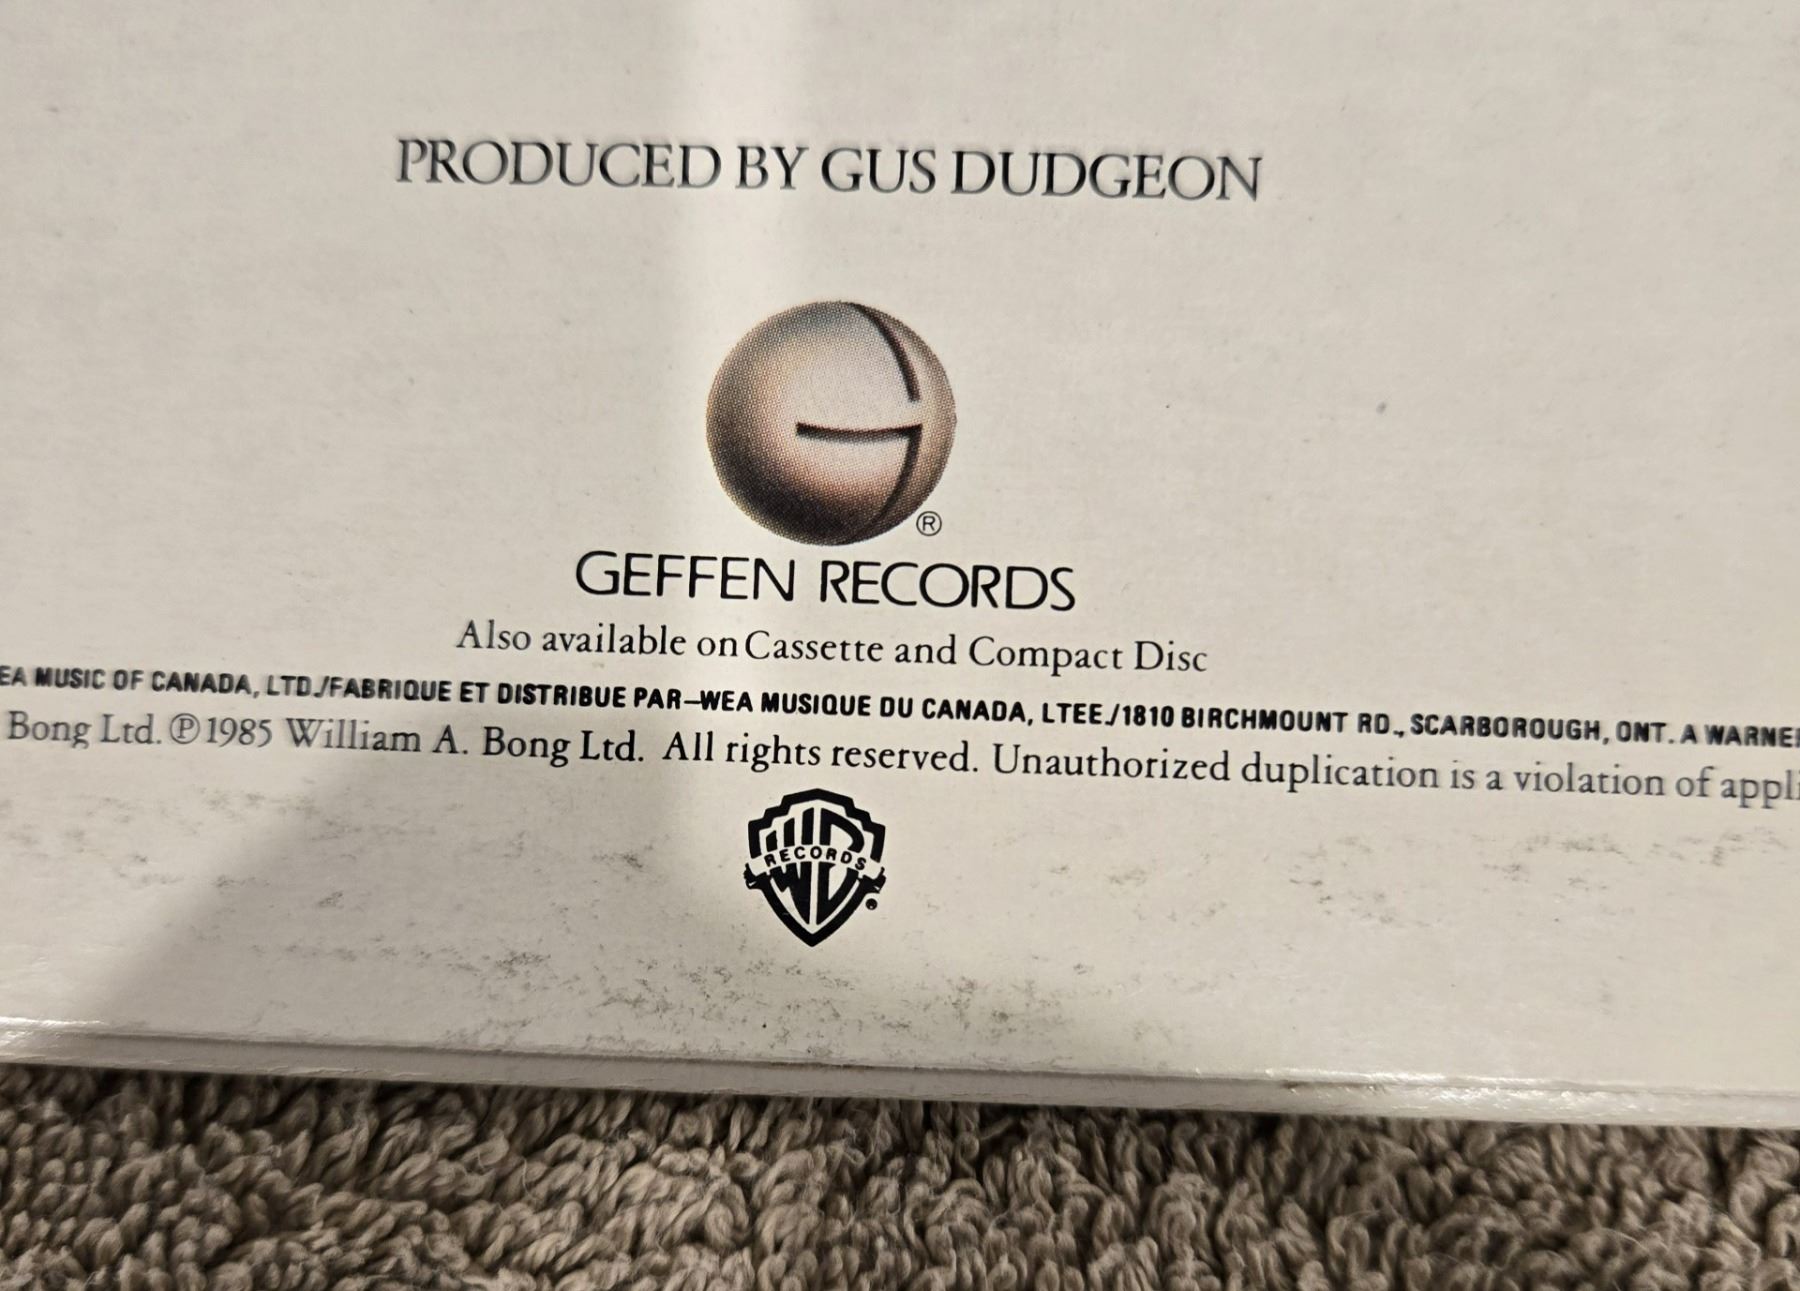 PRODUCED BY GUS DUDGEON
®
GEFFEN RECORDS
Also available on Cassette and Compact Disc
EA MUSIC OF CANADA, LTD./FABRIQUE ET DISTRIBUE PAR—WEA MUSIQUE DU CANADA, LTEE./1810 BIRCHMOUNT RD., SCARBOROUGH, ONT. A WARNE
Bong Ltd. ℗1985 William A. Bong Ltd. All rights reserved. Unauthorized duplication is a violation of appli
RECORDS